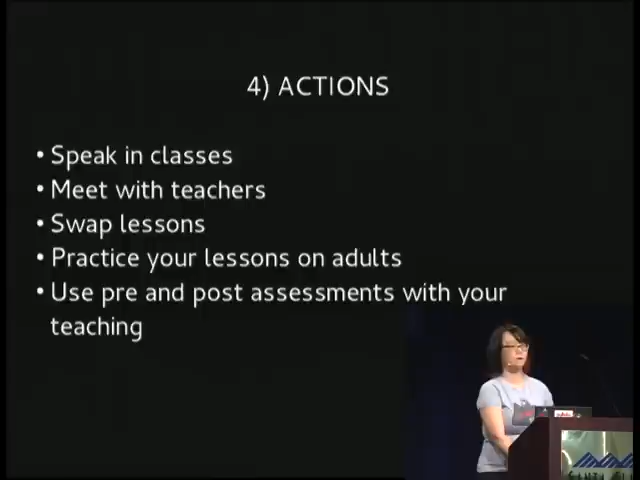 4) ACTIONS
• Speak in classes
• Meet with teachers
• Swap lessons
• Practice your lessons on adults
• Use pre and post assessments with your
teaching